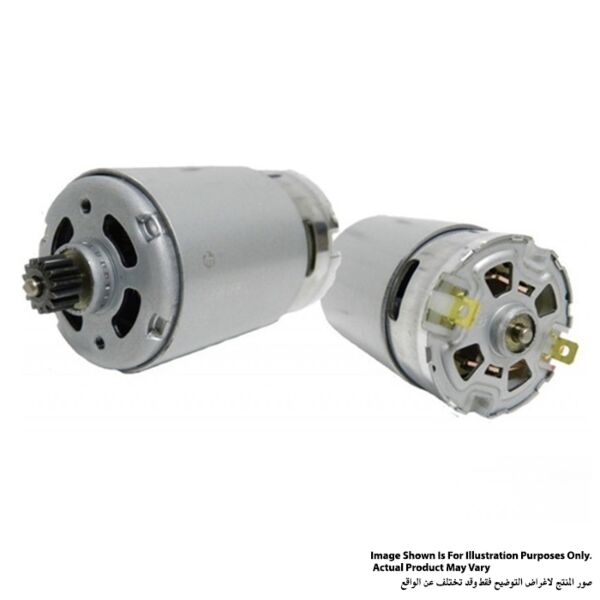 Image Shown Is For Illustration Purposes Only.
Actual Product May Vary
صور المنتج لاغراض التوضيح فقط وقد تختلف عن الواقع